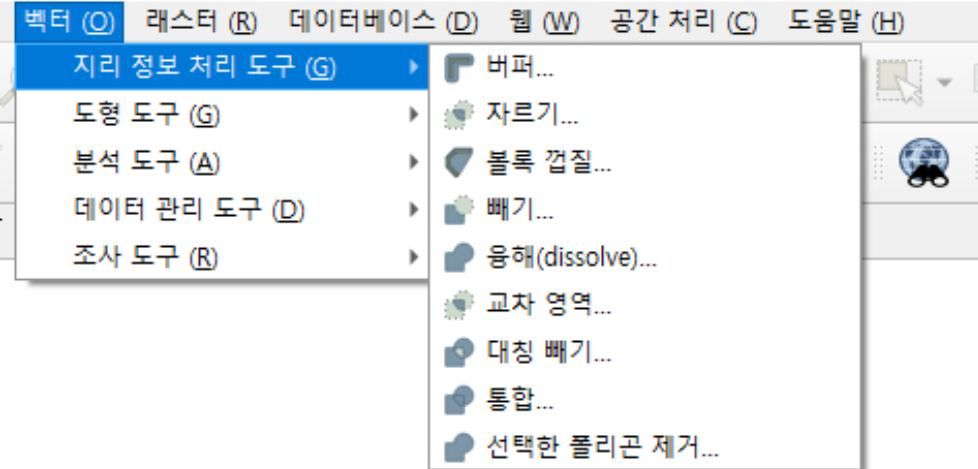 벡터 (O) 래스터 (R) 데이터베이스 (D) 웹 (W) 공간 처리 (C) 도움말 (H)
지리 정보 처리 도구 (G)
도형 도구 (G)
분석 도구 (A)
데이터 관리 도구 (D)
조사 도구 (R)
버퍼...
자르기...
볼록 껍질...
빼기...
융해(dissolve)...
교차 영역...
대칭 빼기...
통합...
선택한 폴리곤 제거...